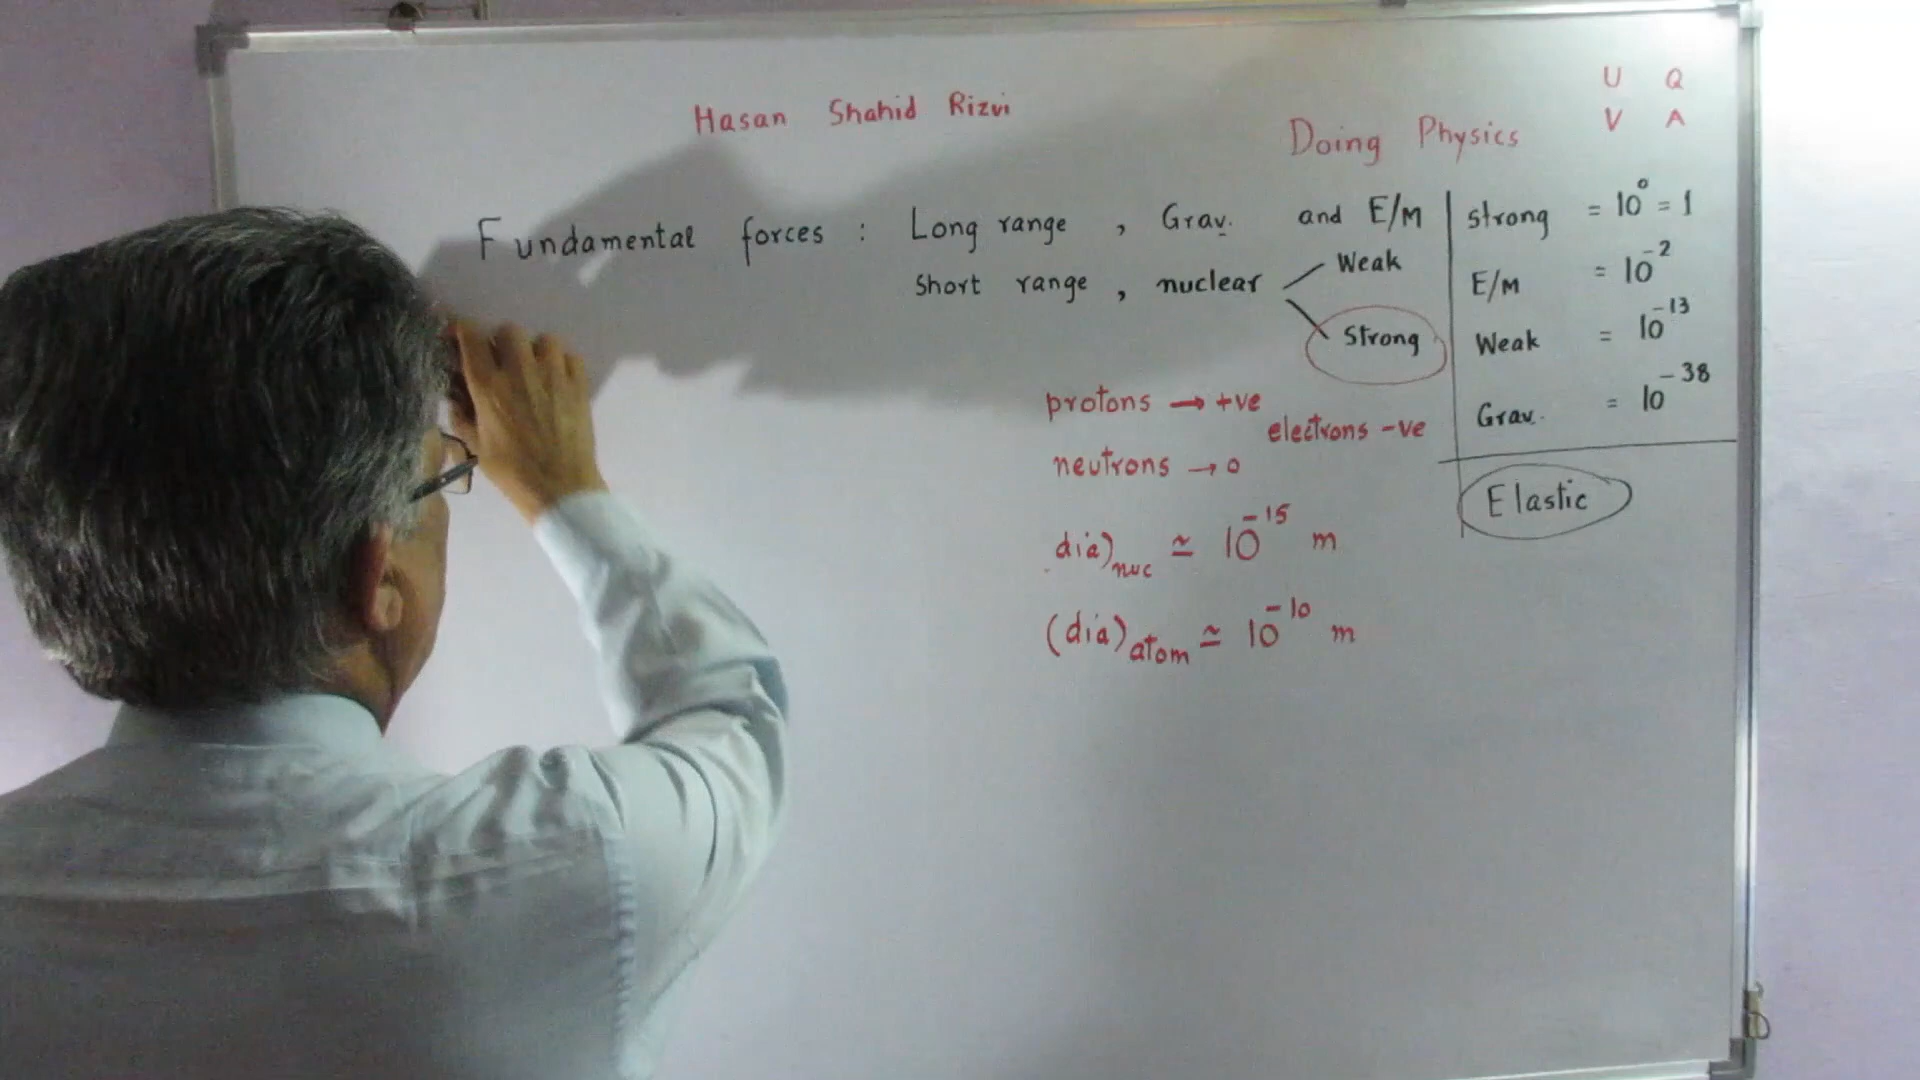 U Q
V A
Hasan Shahid Rizvi
Doing Physics
Fundamental forces : Long range , Grav. and E/M
Short range , nuclear
Weak
Strong
strong = 10⁰ = 1
E/M = 10⁻²
Weak = 10⁻¹³
Grav. = 10⁻³⁸
Elastic
protons → +ve
electrons -ve
neutrons → 0
dia)nuc ≃ 10⁻¹⁵ m
(dia)atom ≃ 10⁻¹⁰ m